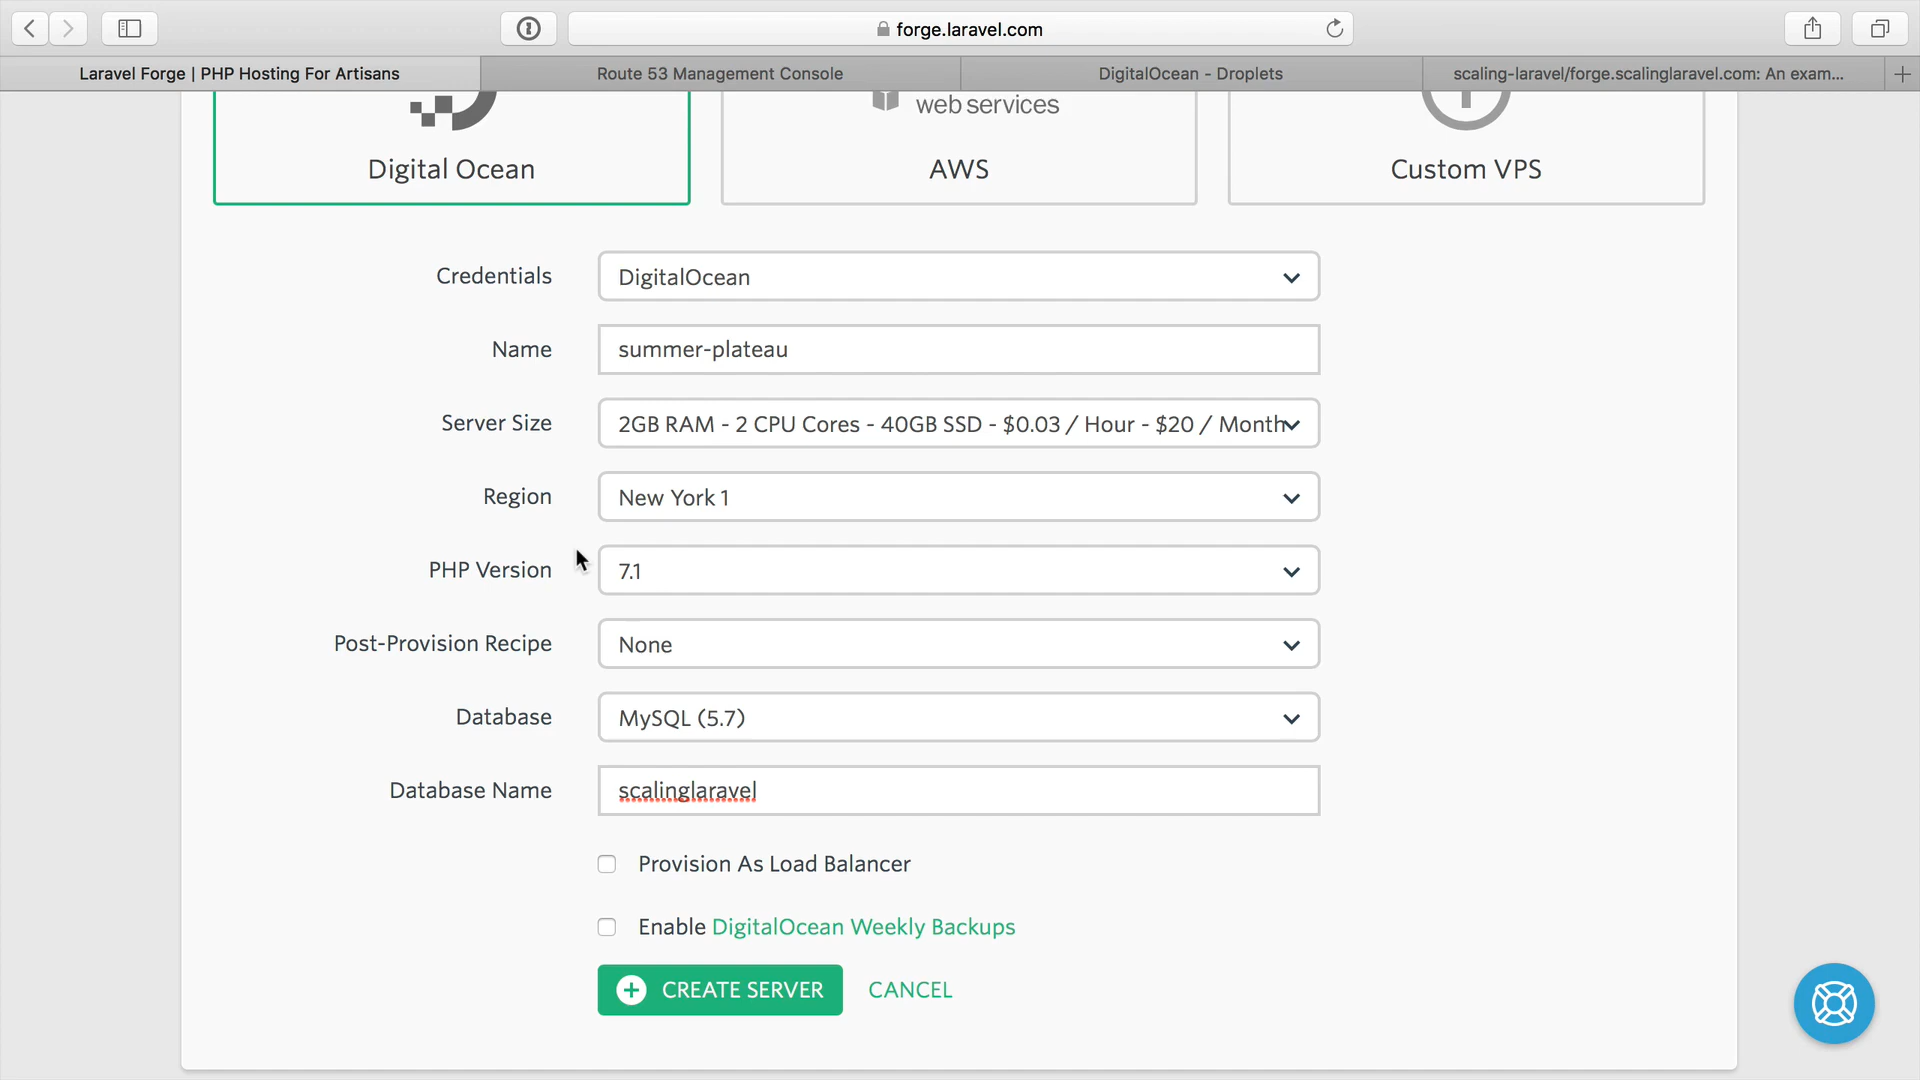 forge.laravel.com
Laravel Forge | PHP Hosting For Artisans
Route 53 Management Console
DigitalOcean - Droplets
scaling-laravel/forge.scalinglaravel.com: An exam...
web services
Digital Ocean
AWS
Custom VPS
Credentials
DigitalOcean
Name
summer-plateau
Server Size
2GB RAM - 2 CPU Cores - 40GB SSD - $0.03 / Hour - $20 / Month
Region
New York 1
PHP Version
7.1
Post-Provision Recipe
None
Database
MySQL (5.7)
Database Name
scalinglaravel
Provision As Load Balancer
Enable DigitalOcean Weekly Backups
CREATE SERVER
CANCEL